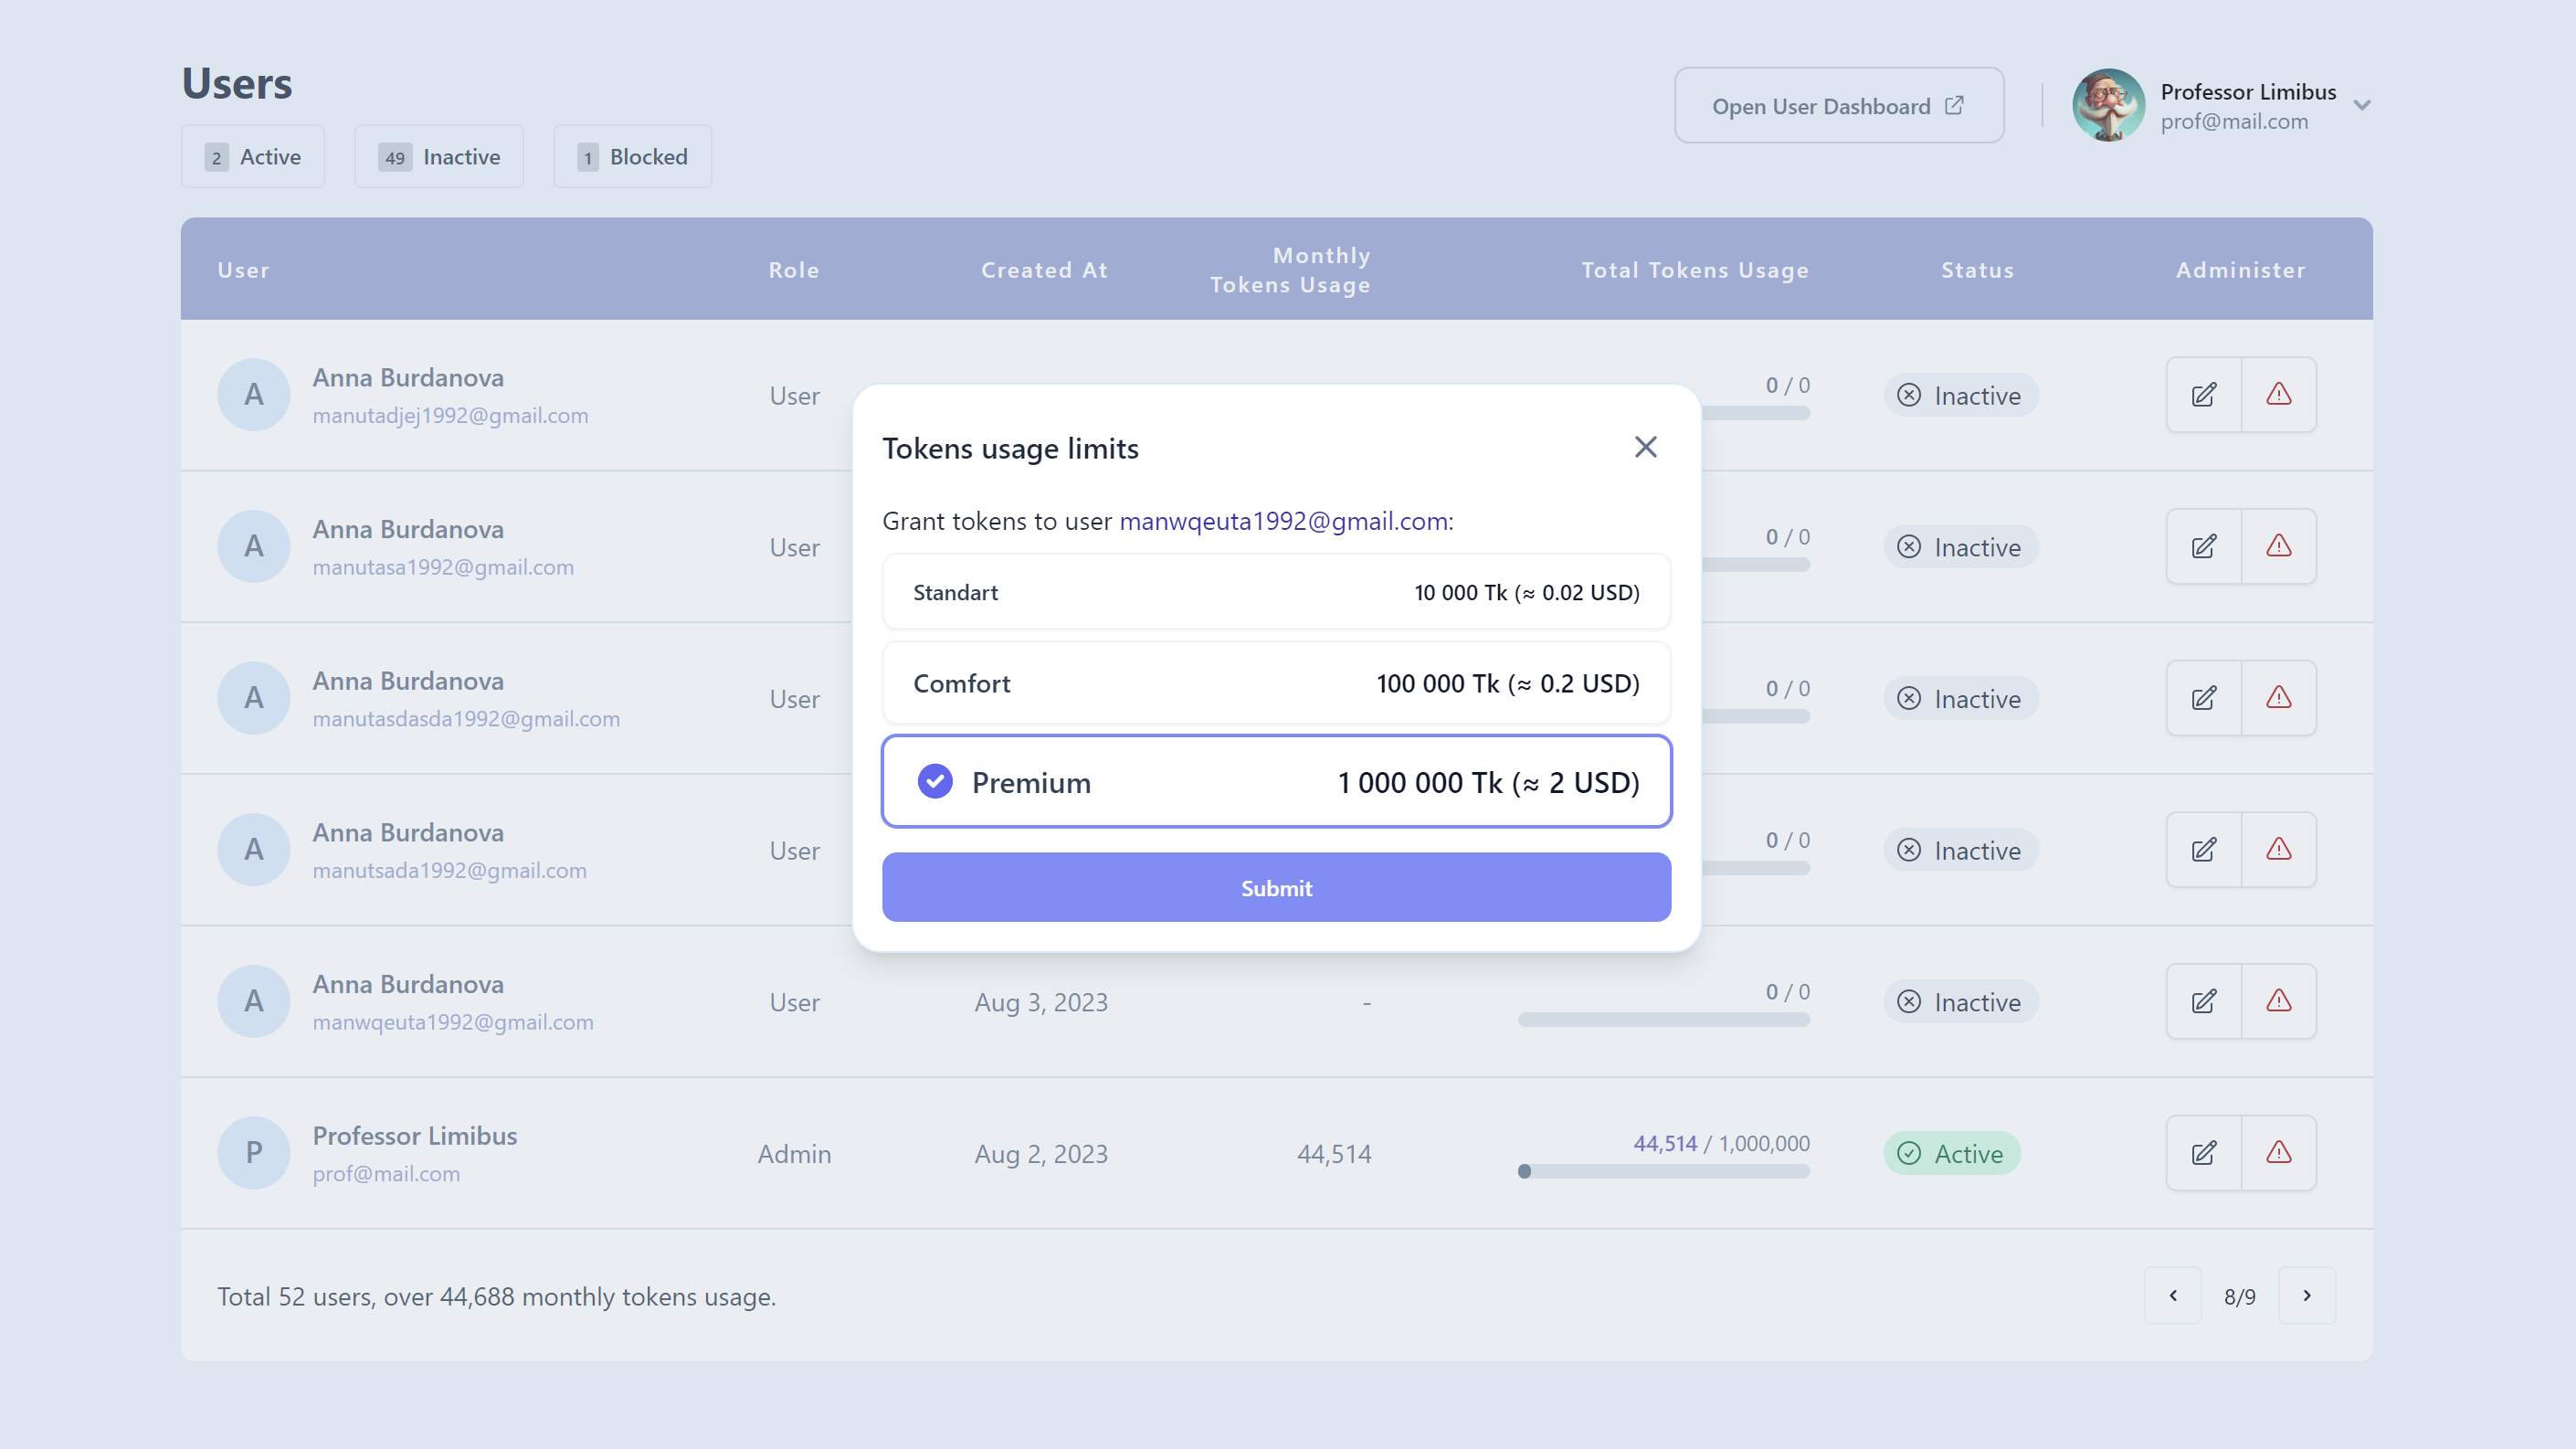 Users
2 Active
49 Inactive
1 Blocked
Open User Dashboard
Professor Limibus
prof@mail.com
User
Role
Created At
Monthly
Tokens Usage
Total Tokens Usage
Status
Administer
A
Anna Burdanova
manutadjej1992@gmail.com
User
0 / 0
Inactive
A
Anna Burdanova
manutasa1992@gmail.com
User
0 / 0
Inactive
A
Anna Burdanova
manutasdasda1992@gmail.com
User
0 / 0
Inactive
A
Anna Burdanova
manutsada1992@gmail.com
User
0 / 0
Inactive
A
Anna Burdanova
manwqeuta1992@gmail.com
User
Aug 3, 2023
-
0 / 0
Inactive
P
Professor Limibus
prof@mail.com
Admin
Aug 2, 2023
44,514
44,514 / 1,000,000
Active
Total 52 users, over 44,688 monthly tokens usage.
8/9
Tokens usage limits
Grant tokens to user manwqeuta1992@gmail.com:
Standart 10 000 Tk (≈ 0.02 USD)
Comfort 100 000 Tk (≈ 0.2 USD)
Premium 1 000 000 Tk (≈ 2 USD)
Submit